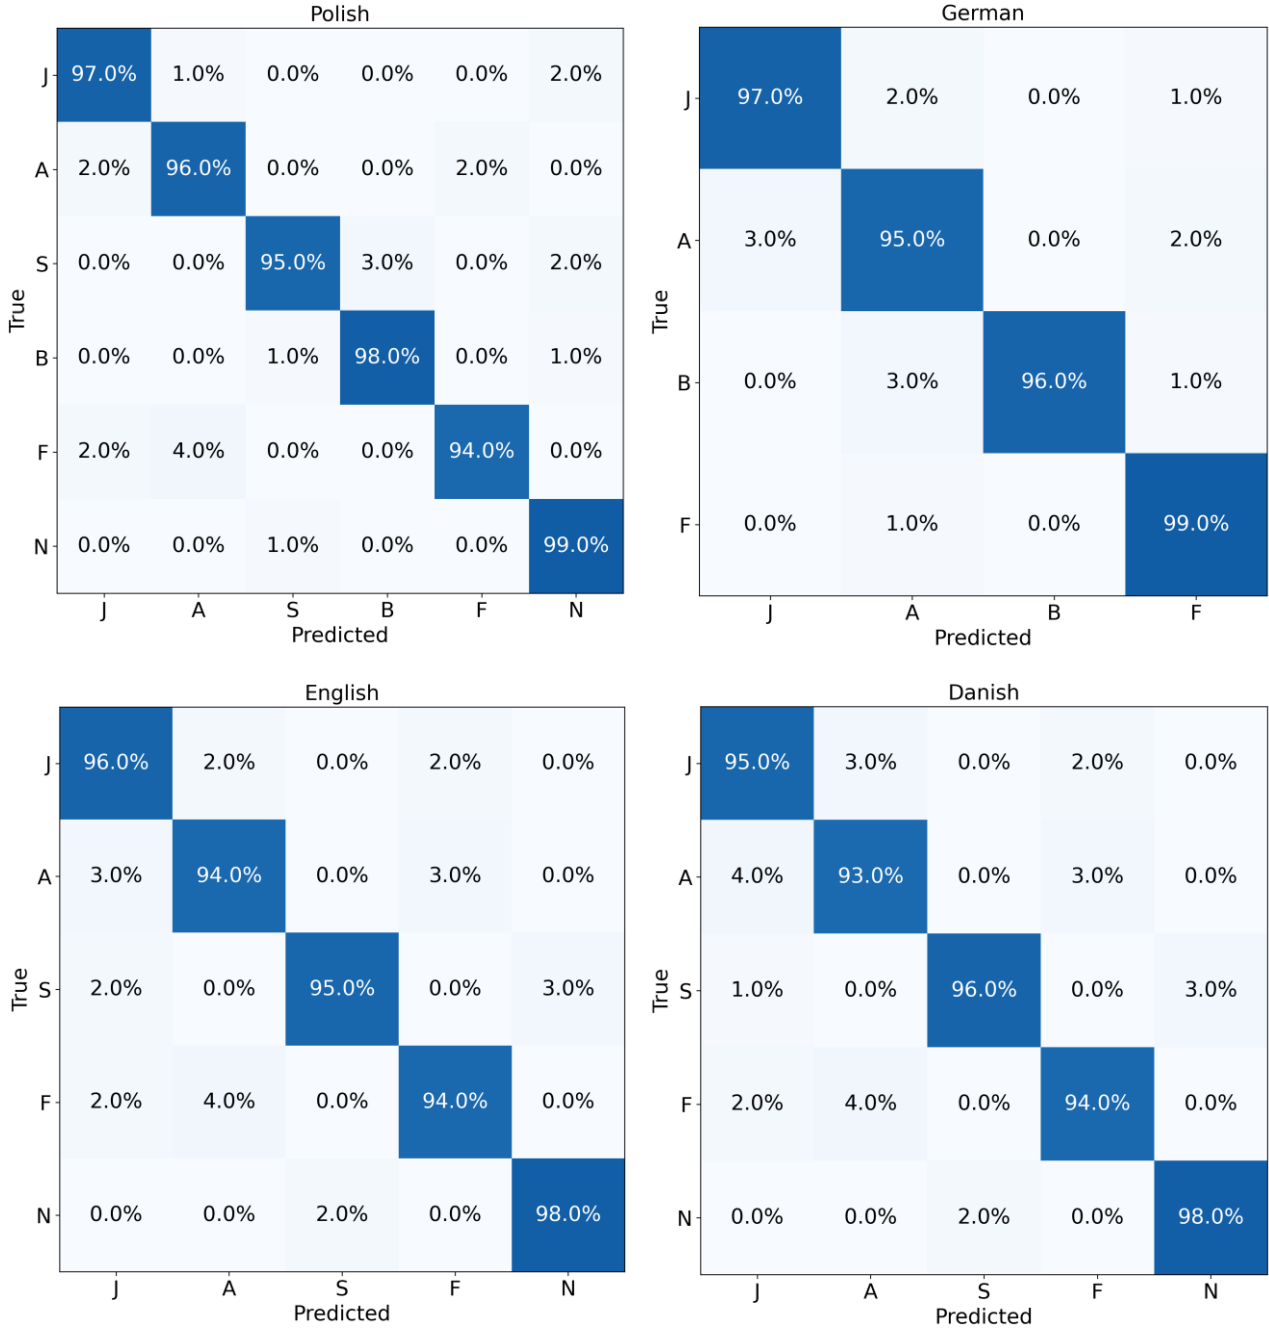 Polish
J 97.0% 1.0% 0.0% 0.0% 0.0% 2.0%
A 2.0% 96.0% 0.0% 0.0% 2.0% 0.0%
S 0.0% 0.0% 95.0% 3.0% 0.0% 2.0%
True
B 0.0% 0.0% 1.0% 98.0% 0.0% 1.0%
F 2.0% 4.0% 0.0% 0.0% 94.0% 0.0%
N 0.0% 0.0% 1.0% 0.0% 0.0% 99.0%
J A S B F N
Predicted
German
J 97.0% 2.0% 0.0% 1.0%
A 3.0% 95.0% 0.0% 2.0%
True
B 0.0% 3.0% 96.0% 1.0%
F 0.0% 1.0% 0.0% 99.0%
J A B F
Predicted
English
J 96.0% 2.0% 0.0% 2.0% 0.0%
A 3.0% 94.0% 0.0% 3.0% 0.0%
True
S 2.0% 0.0% 95.0% 0.0% 3.0%
F 2.0% 4.0% 0.0% 94.0% 0.0%
N 0.0% 0.0% 2.0% 0.0% 98.0%
J A S F N
Predicted
Danish
J 95.0% 3.0% 0.0% 2.0% 0.0%
A 4.0% 93.0% 0.0% 3.0% 0.0%
True
S 1.0% 0.0% 96.0% 0.0% 3.0%
F 2.0% 4.0% 0.0% 94.0% 0.0%
N 0.0% 0.0% 2.0% 0.0% 98.0%
J A S F N
Predicted